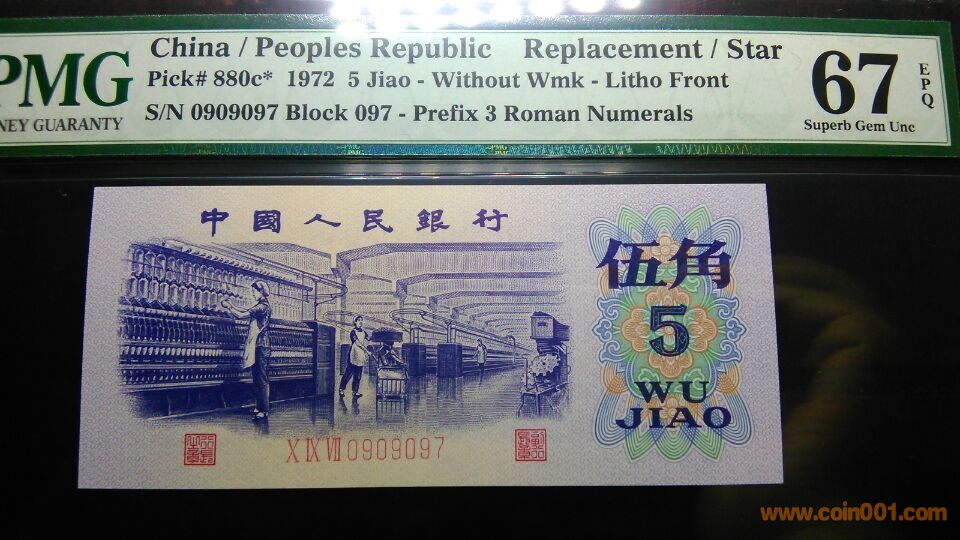 China / Peoples Republic Replacement / Star
Pick# 880c* 1972 5 Jiao - Without Wmk - Litho Front
S/N 0909097 Block 097 - Prefix 3 Roman Numerals
PMG
NEY GUARANTY
67
EPQ
Superb Gem Unc
中國人民銀行
伍角
5
WU
JIAO
X IX VII 0909097
www.coin001.com